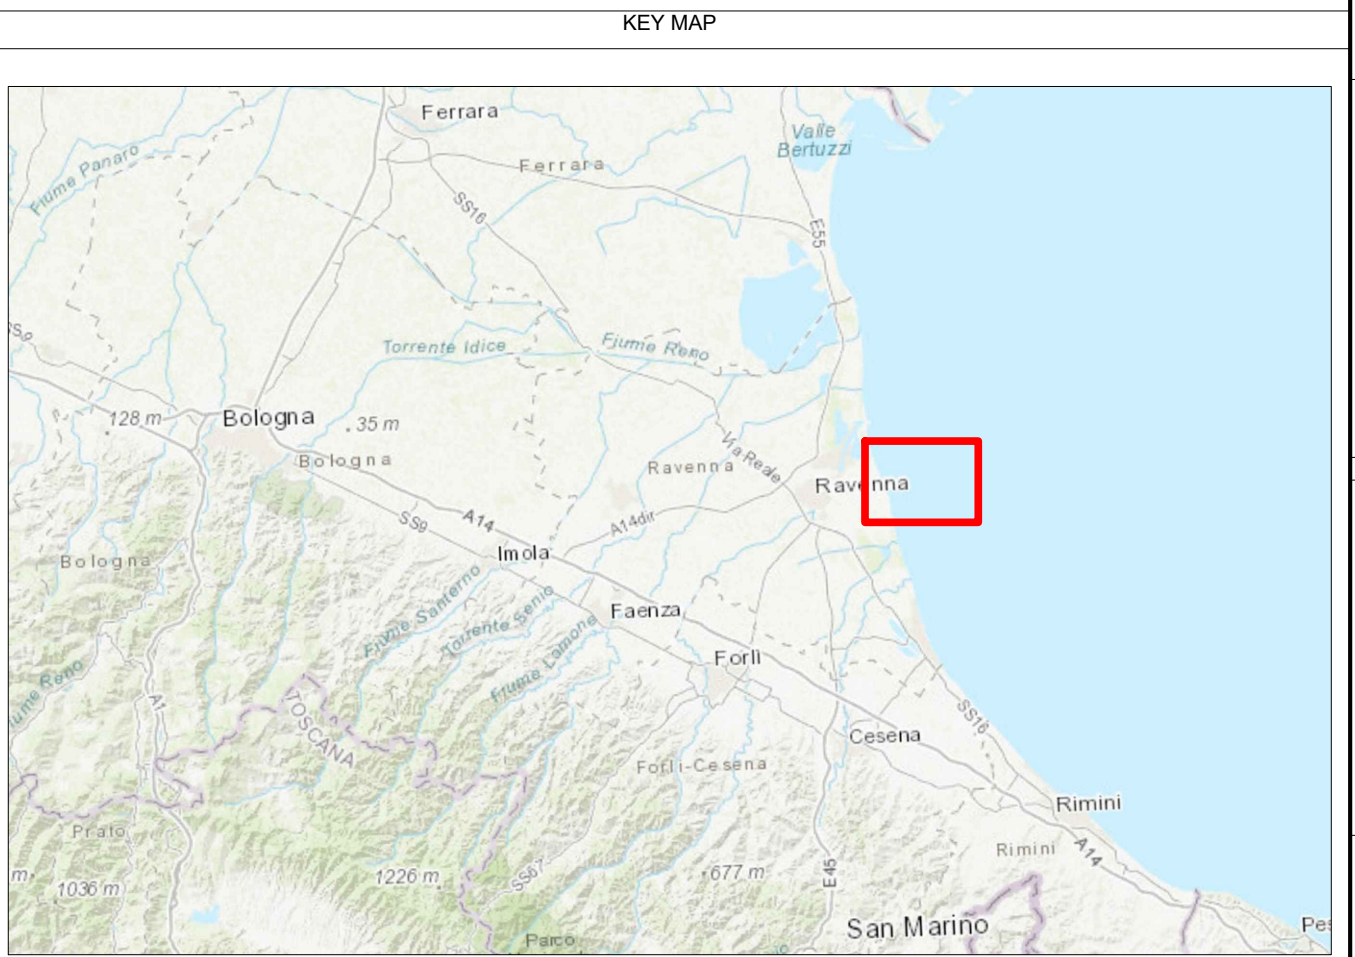 KEY MAP
Ferrara
Valle
Bertuzzi
Fiume Panaro
Ferrara
SS16
E55
SS9
Torrente Idice
Fiume Reno
128 m
Bologna
35 m
Bologna
Ravenna
Via Reale
Ravenna
A14
SS9
A14dir
Imola
Bologna
Fiume Santerno
Torrente Senio
Fiume Lamone
Faenza
Forlì
Fiume Reno
A1
TOSCANA
SS16
Cesena
Forlì-Cesena
Rimini
Prato
Rimini
A14
m
1036 m
1226 m
SS67
677 m
E45
San Marino
Pes
Parco